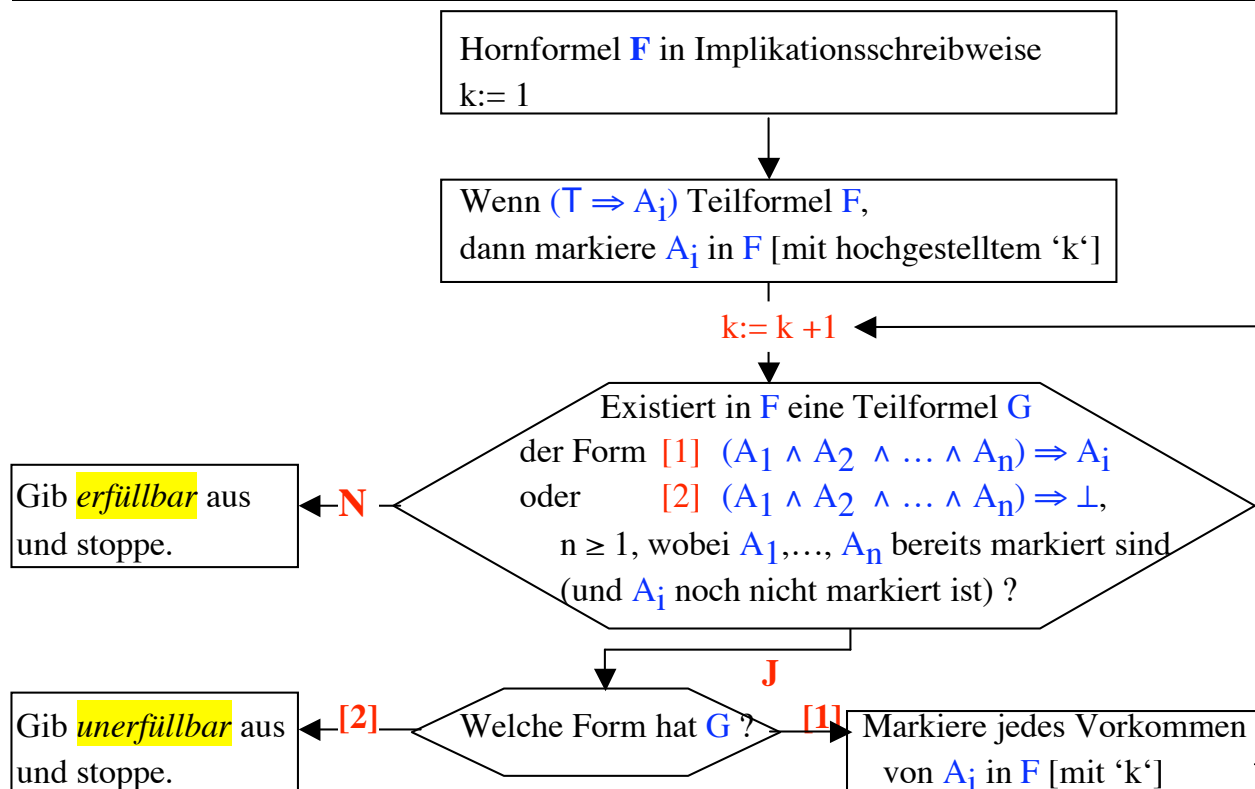 Hornformel F in Implikationsschreibweise
k:= 1
Wenn (T ⇒ Ai) Teilformel F,
dann markiere Ai in F [mit hochgestelltem ‘k‘]
k:= k +1
Existiert in F eine Teilformel G
der Form [1] (A1 ∧ A2 ∧ … ∧ An) ⇒ Ai
oder [2] (A1 ∧ A2 ∧ … ∧ An) ⇒ ⊥,
n ≥ 1, wobei A1,…, An bereits markiert sind
(und Ai noch nicht markiert ist) ?
N
Gib erfüllbar aus
und stoppe.
J
Welche Form hat G ?
[2]
Gib unerfüllbar aus
und stoppe.
[1]
Markiere jedes Vorkommen
von Ai in F [mit ‘k‘]